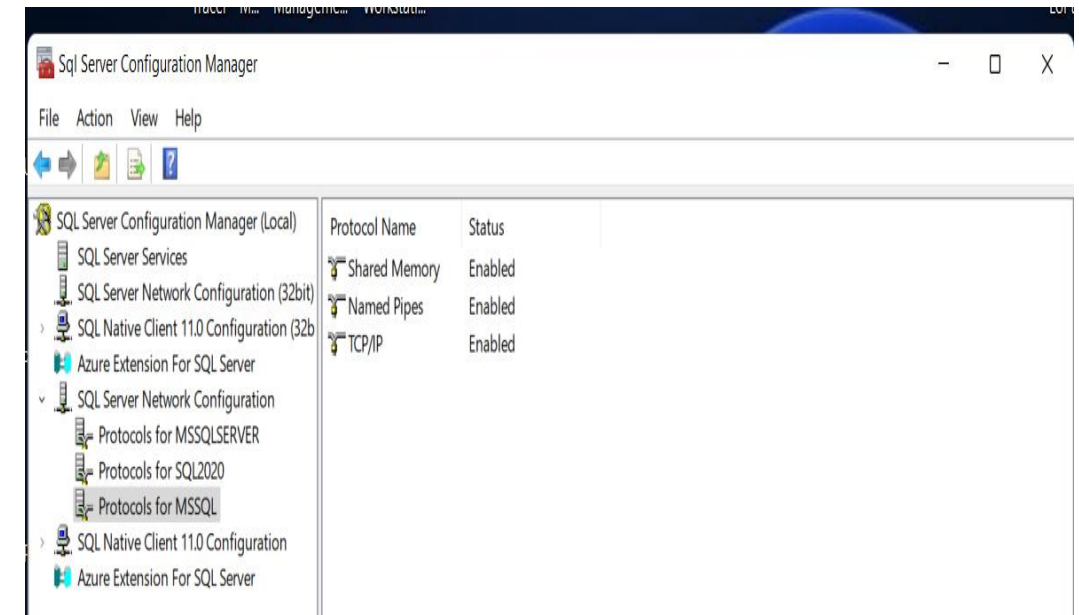 Sql Server Configuration Manager
File Action View Help
SQL Server Configuration Manager (Local)
SQL Server Services
SQL Server Network Configuration (32bit)
SQL Native Client 11.0 Configuration (32b
Azure Extension For SQL Server
SQL Server Network Configuration
Protocols for MSSQLSERVER
Protocols for SQL2020
Protocols for MSSQL
SQL Native Client 11.0 Configuration
Azure Extension For SQL Server
Protocol Name Status
Shared Memory Enabled
Named Pipes Enabled
TCP/IP Enabled